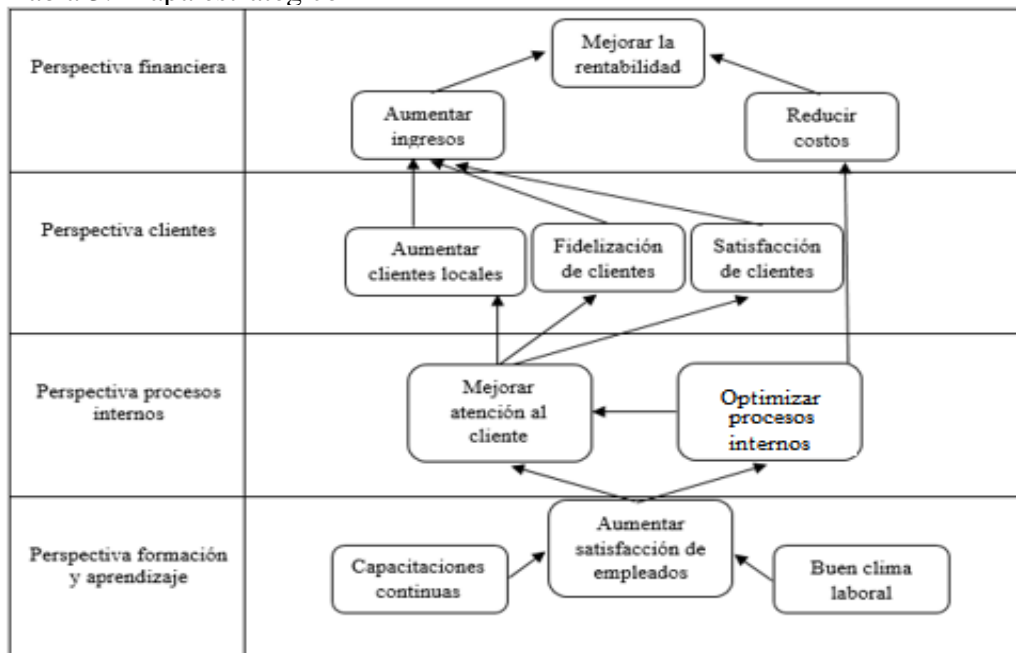 Perspectiva financiera
Mejorar la
rentabilidad
Aumentar
ingresos
Reducir
costos
Perspectiva clientes
Aumentar
clientes locales
Fidelización
de clientes
Satisfacción
de clientes
Perspectiva procesos
internos
Mejorar
atención al
cliente
Optimizar
procesos
internos
Perspectiva formación
y aprendizaje
Capacitaciones
continuas
Aumentar
satisfacción de
empleados
Buen clima
laboral